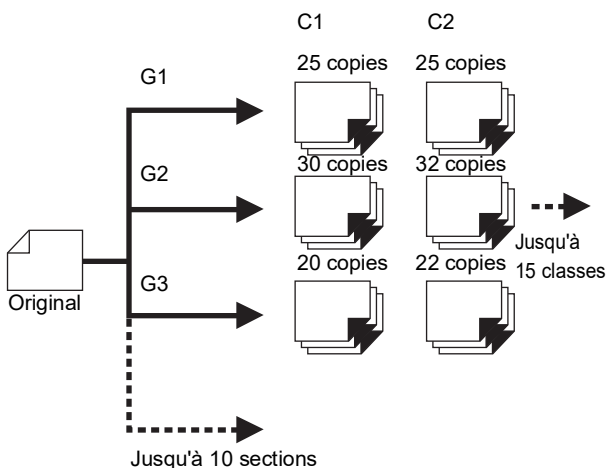 C1 C2
25 copies 25 copies
G1
30 copies 32 copies
G2
Jusqu'à
15 classes
20 copies 22 copies
G3
Original
Jusqu'à 10 sections